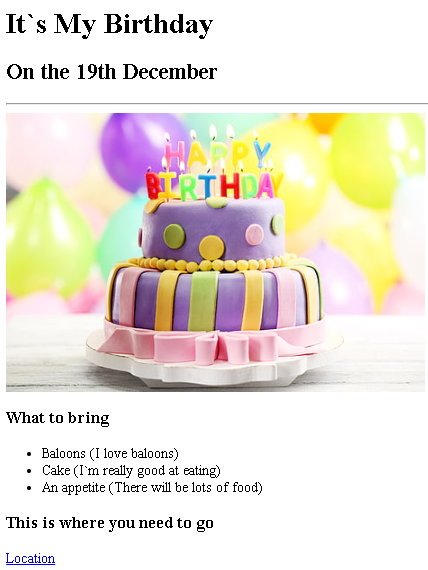 It`s My Birthday
On the 19th December
HAPPY
BIRTHDAY
What to bring
Baloons (I love baloons)
Cake (I`m really good at eating)
An appetite (There will be lots of food)
This is where you need to go
Location